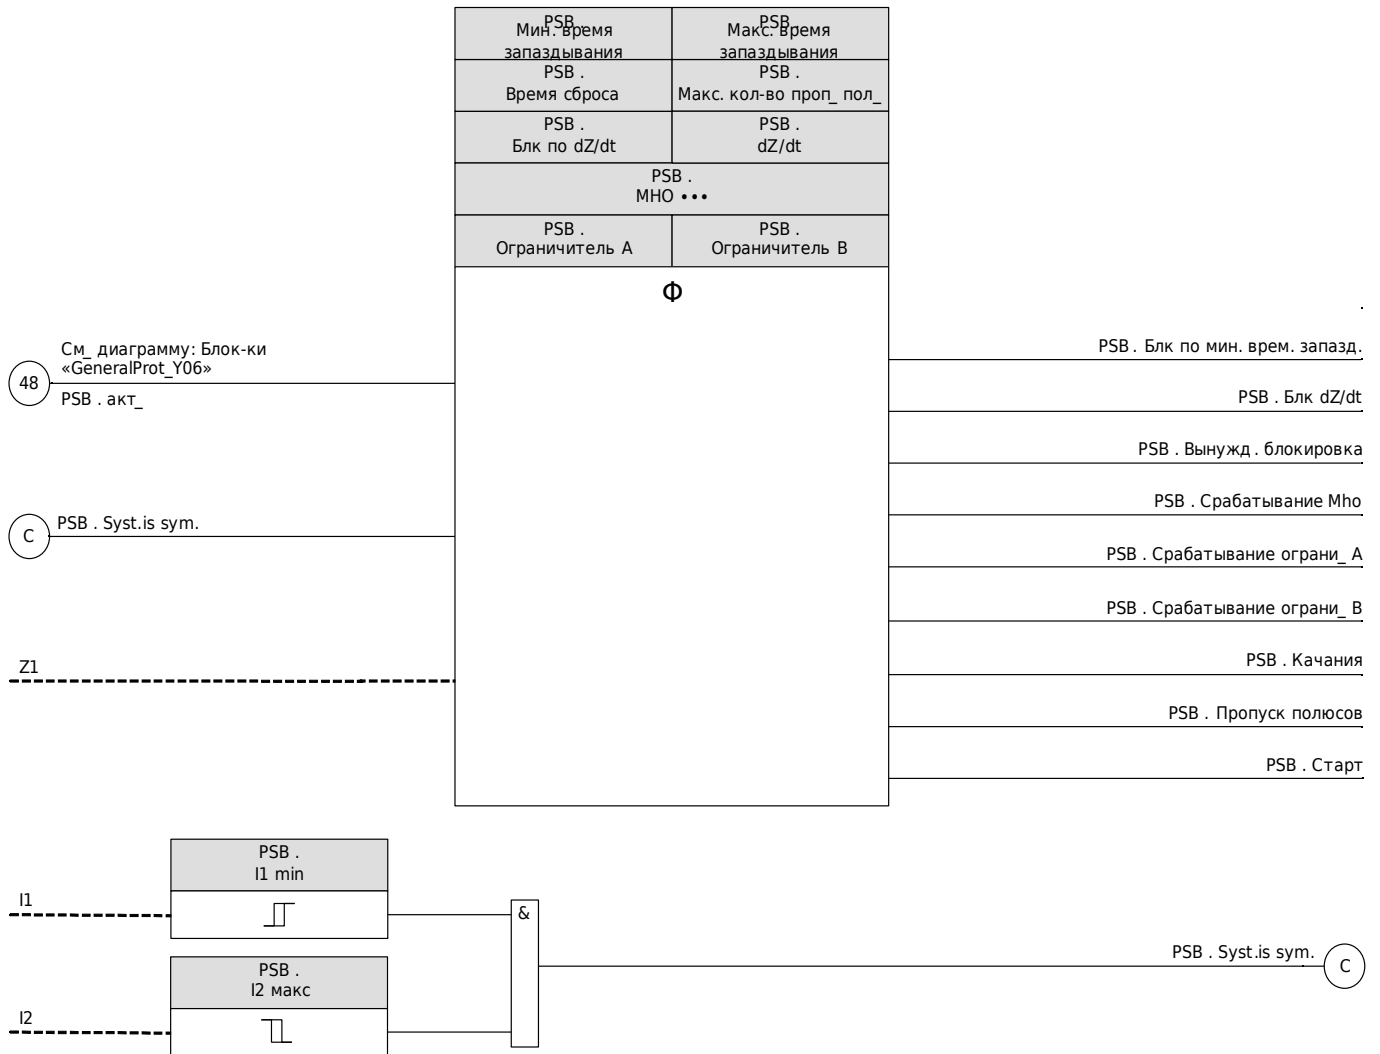 PSB .
Мин. время
запаздывания
PSB .
Макс. время
запаздывания
PSB .
Время сброса
PSB .
Макс. кол-во проп_ пол_
PSB .
Блк по dZ/dt
PSB .
dZ/dt
PSB .
МНО •••
PSB .
Ограничитель A
PSB .
Ограничитель B
Φ
См_ диаграмму: Блок-ки
«GeneralProt_Y06»
48
PSB . акт_
C
PSB . Syst.is sym.
Z1
PSB . Блк по мин. врем. запазд.
PSB . Блк dZ/dt
PSB . Вынужд . блокировка
PSB . Срабатывание Mho
PSB . Срабатывание ограни_ A
PSB . Срабатывание ограни_ B
PSB . Качания
PSB . Пропуск полюсов
PSB . Старт
PSB .
I1 min
I1
&
PSB . Syst.is sym.
C
PSB .
I2 макс
I2